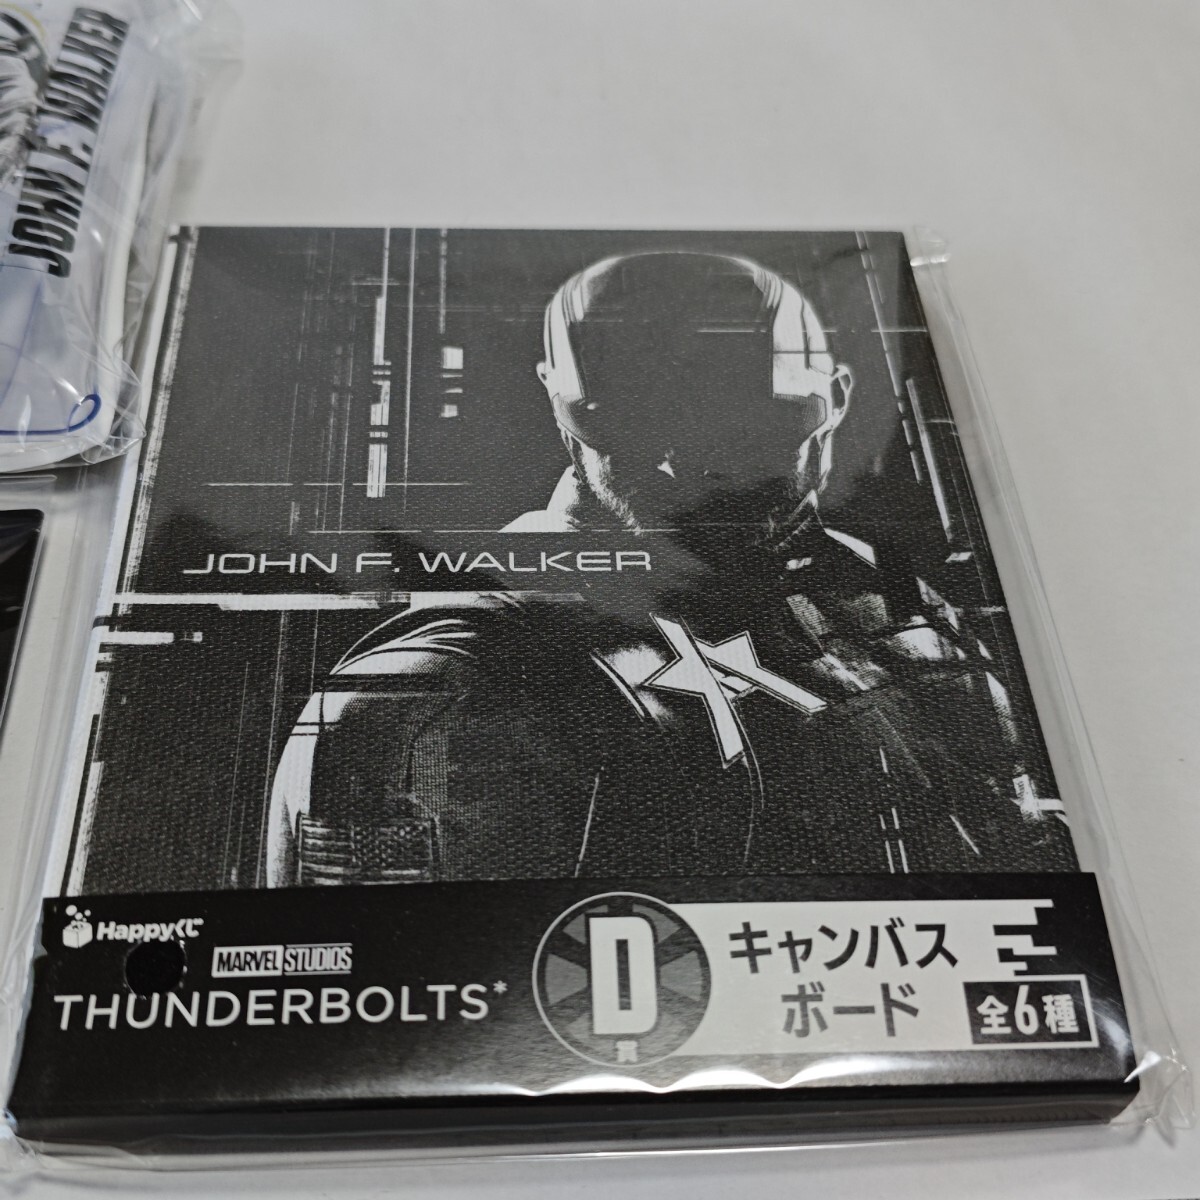 JOHN F. WALKER
JOHN F. WALKER
Happyくじ
MARVEL STUDIOS
THUNDERBOLTS*
D
賞
キャンバス
ボード
全6種